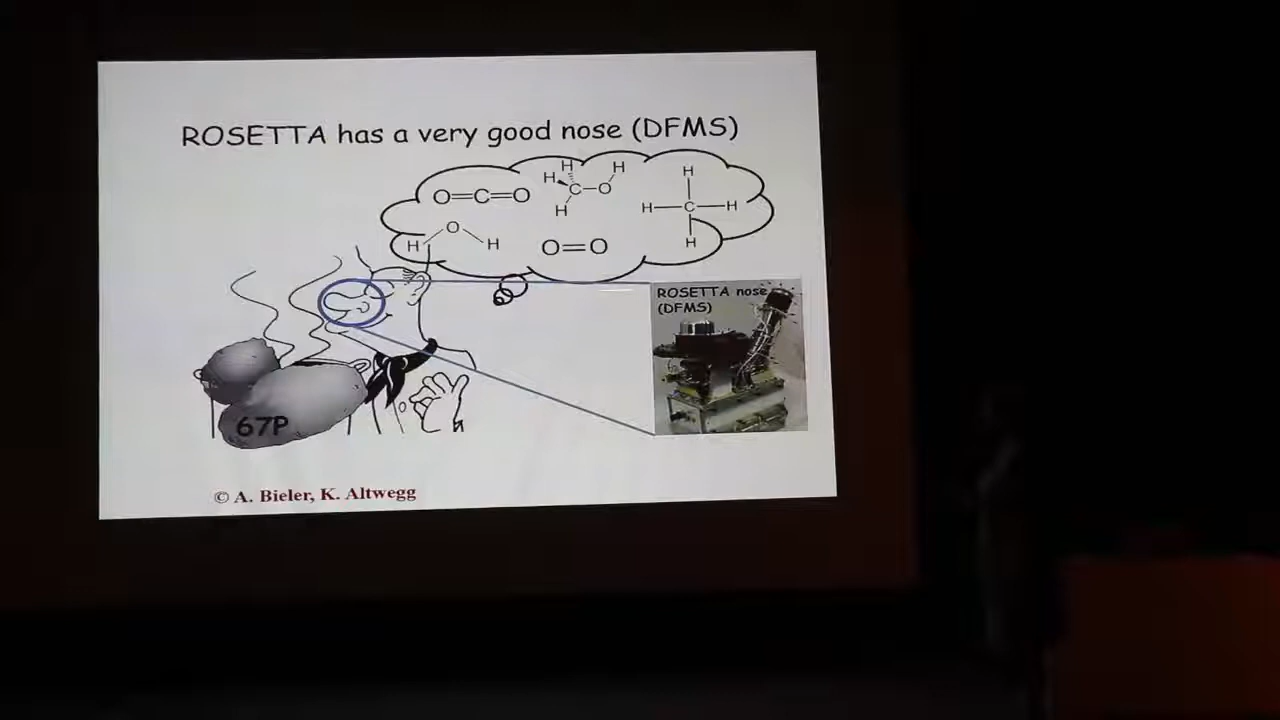 ROSETTA has a very good nose (DFMS)
O=C=O
H
H
C-O
H
H
H
H-C-H
H
H
O
H
O=O
ROSETTA nose
(DFMS)
67P
© A. Bieler, K. Altwegg